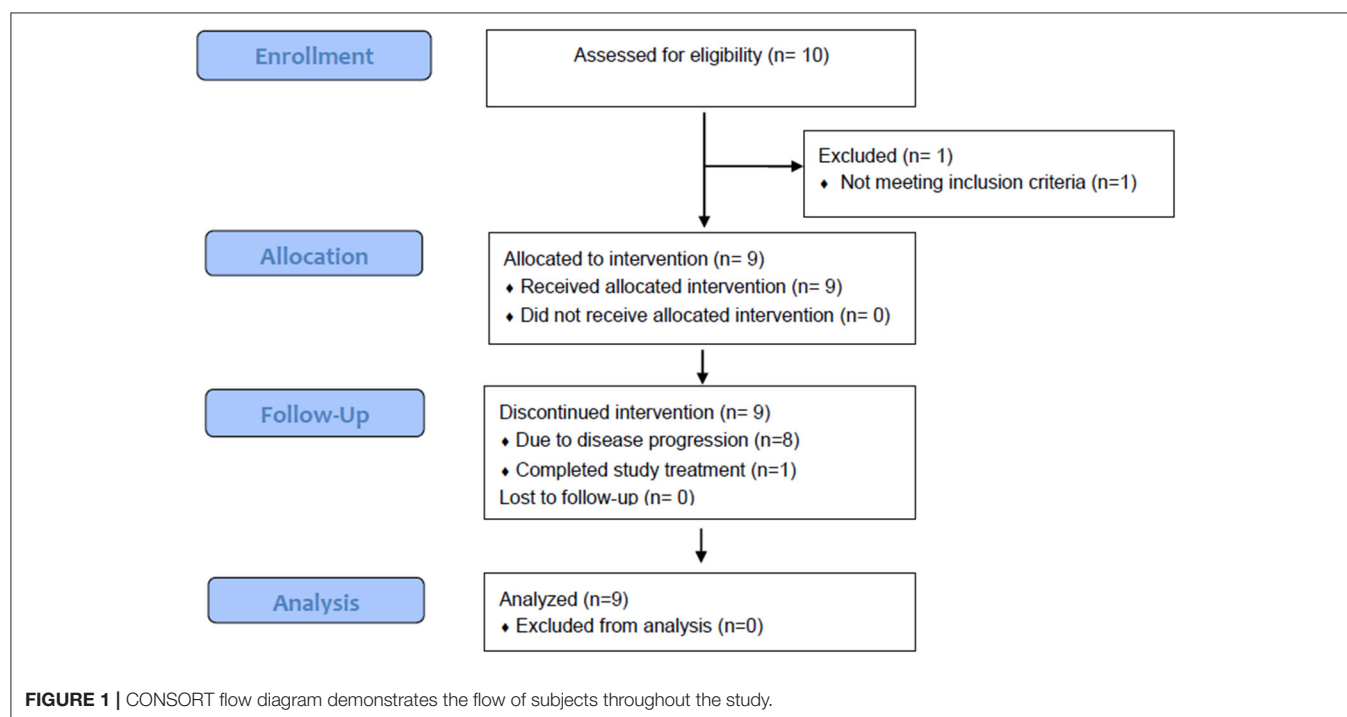 Enrollment
Assessed for eligibility (n= 10)
Excluded (n= 1)
♦ Not meeting inclusion criteria (n=1)
Allocation
Allocated to intervention (n= 9)
♦ Received allocated intervention (n= 9)
♦ Did not receive allocated intervention (n= 0)
Follow-Up
Discontinued intervention (n= 9)
♦ Due to disease progression (n=8)
♦ Completed study treatment (n=1)
Lost to follow-up (n= 0)
Analysis
Analyzed (n=9)
♦ Excluded from analysis (n=0)
FIGURE 1 | CONSORT flow diagram demonstrates the flow of subjects throughout the study.